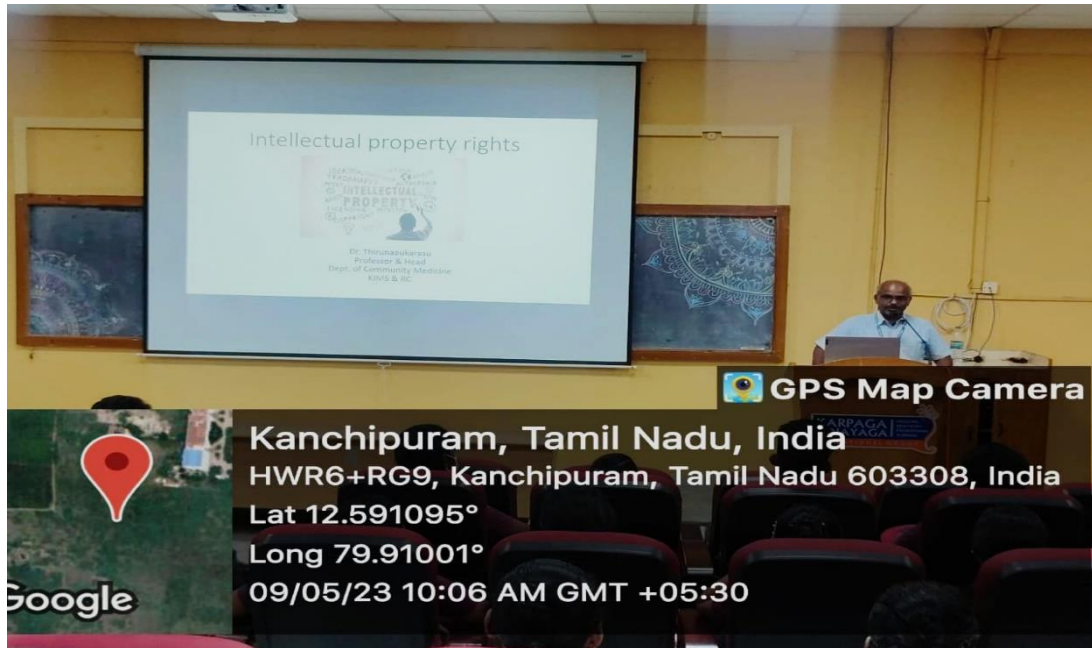 Intellectual property rights
INTELLECTUAL
PROPERTY
Professor & Head
Dept. of Community Medicine
GPS Map Camera
Kanchipuram, Tamil Nadu, India
HWR6+RG9, Kanchipuram, Tamil Nadu 603308, India
Lat 12.591095°
Long 79.91001°
09/05/23 10:06 AM GMT +05:30
Google